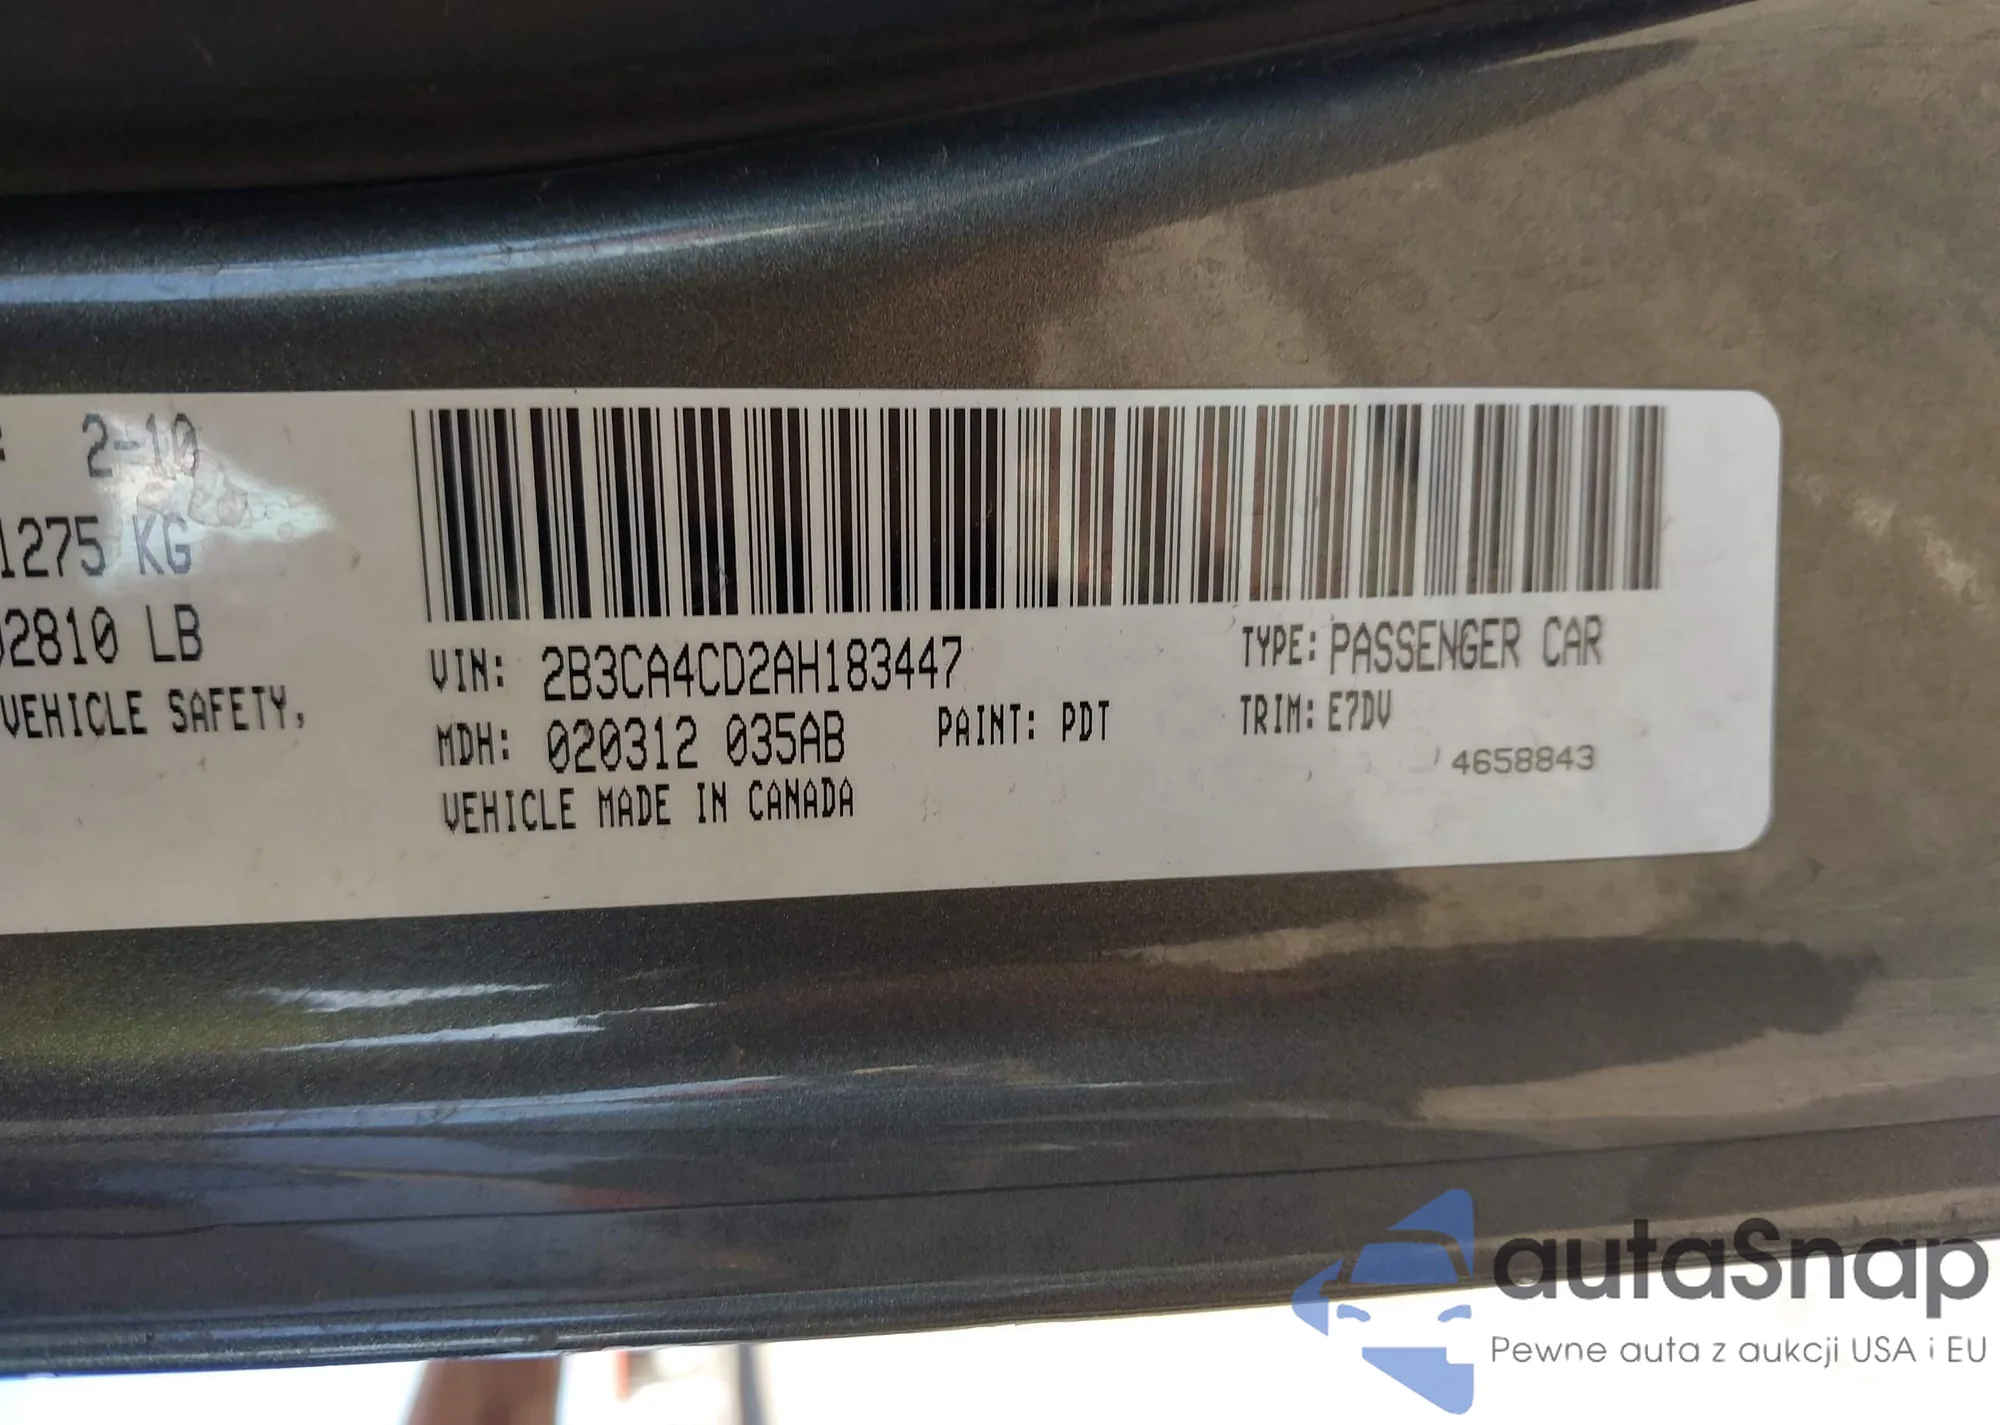 : 2-10
1275 KG
02810 LB
VEHICLE SAFETY,
VIN: 2B3CA4CD2AH183447
TYPE: PASSENGER CAR
MDH: 020312 035AB
PAINT: PDT
TRIM: E7DV
4658843
VEHICLE MADE IN CANADA
autaSnap
Pewne auta z aukcji USA i EU